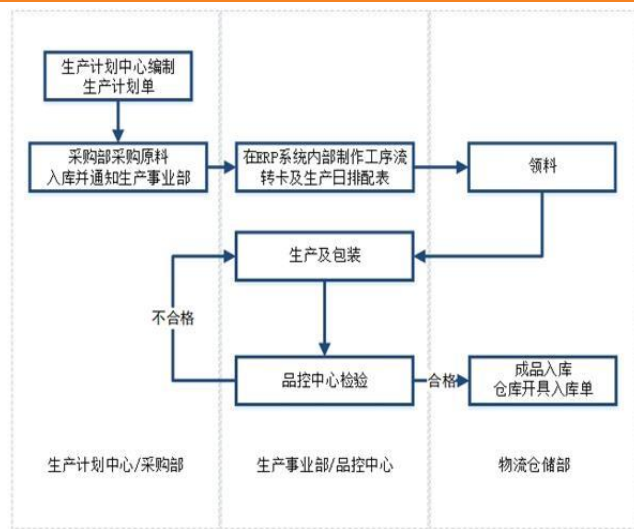 生产计划中心编制
生产计划单
采购部采购原料
入库并通知生产事业部
在ERP系统内部制作工序流
转卡及生产日排配表
领料
生产及包装
不合格
品控中心检验
合格
成品入库
仓库开具入库单
生产计划中心/采购部
生产事业部/品控中心
物流仓储部